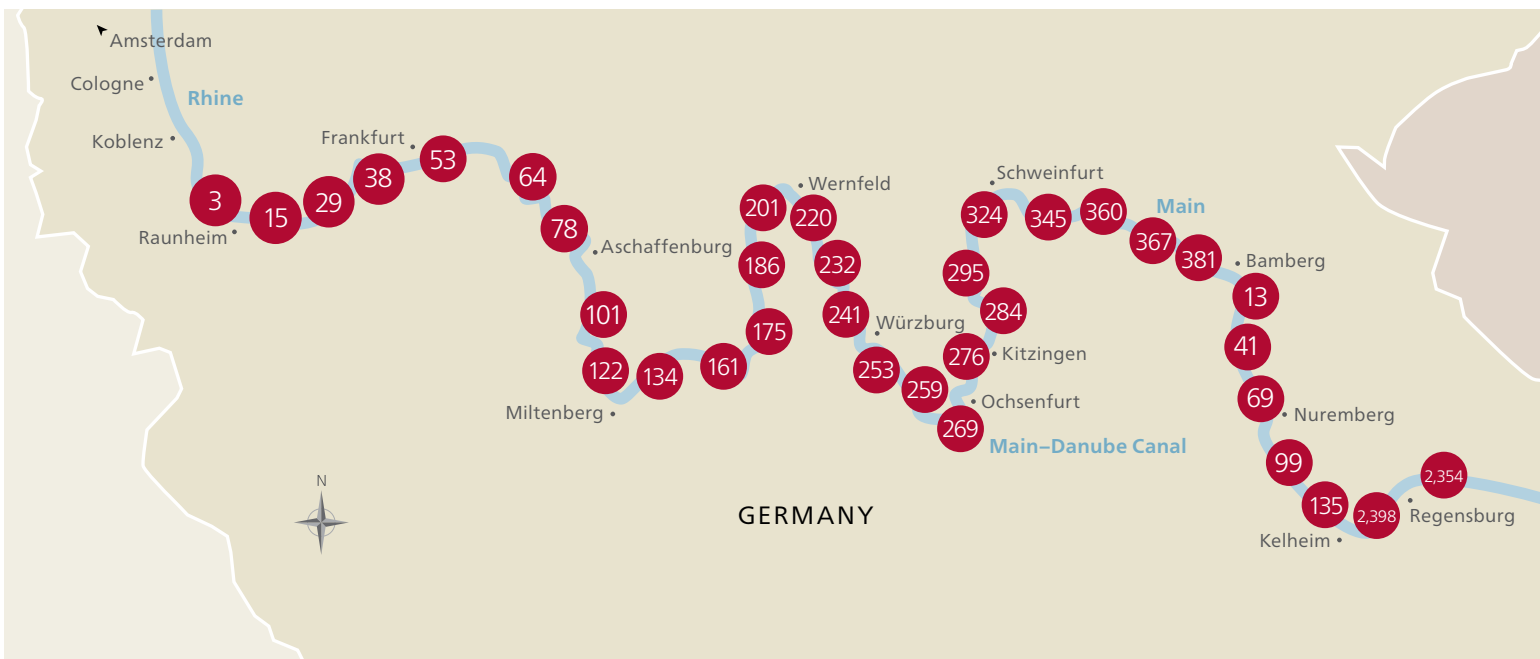 Amsterdam
Cologne
Rhine
Koblenz
Frankfurt
3
15
29
38
53
64
78
Raunheim
Aschaffenburg
101
122
134
161
175
186
201
Miltenberg
Wernfeld
220
232
241
Würzburg
253
259
269
Ochsenfurt
276
Kitzingen
284
295
324
Schweinfurt
345
360
Main
367
381
Bamberg
13
41
69
Nuremberg
99
135
Kelheim
2,398
Regensburg
2,354
Main–Danube Canal
N
GERMANY